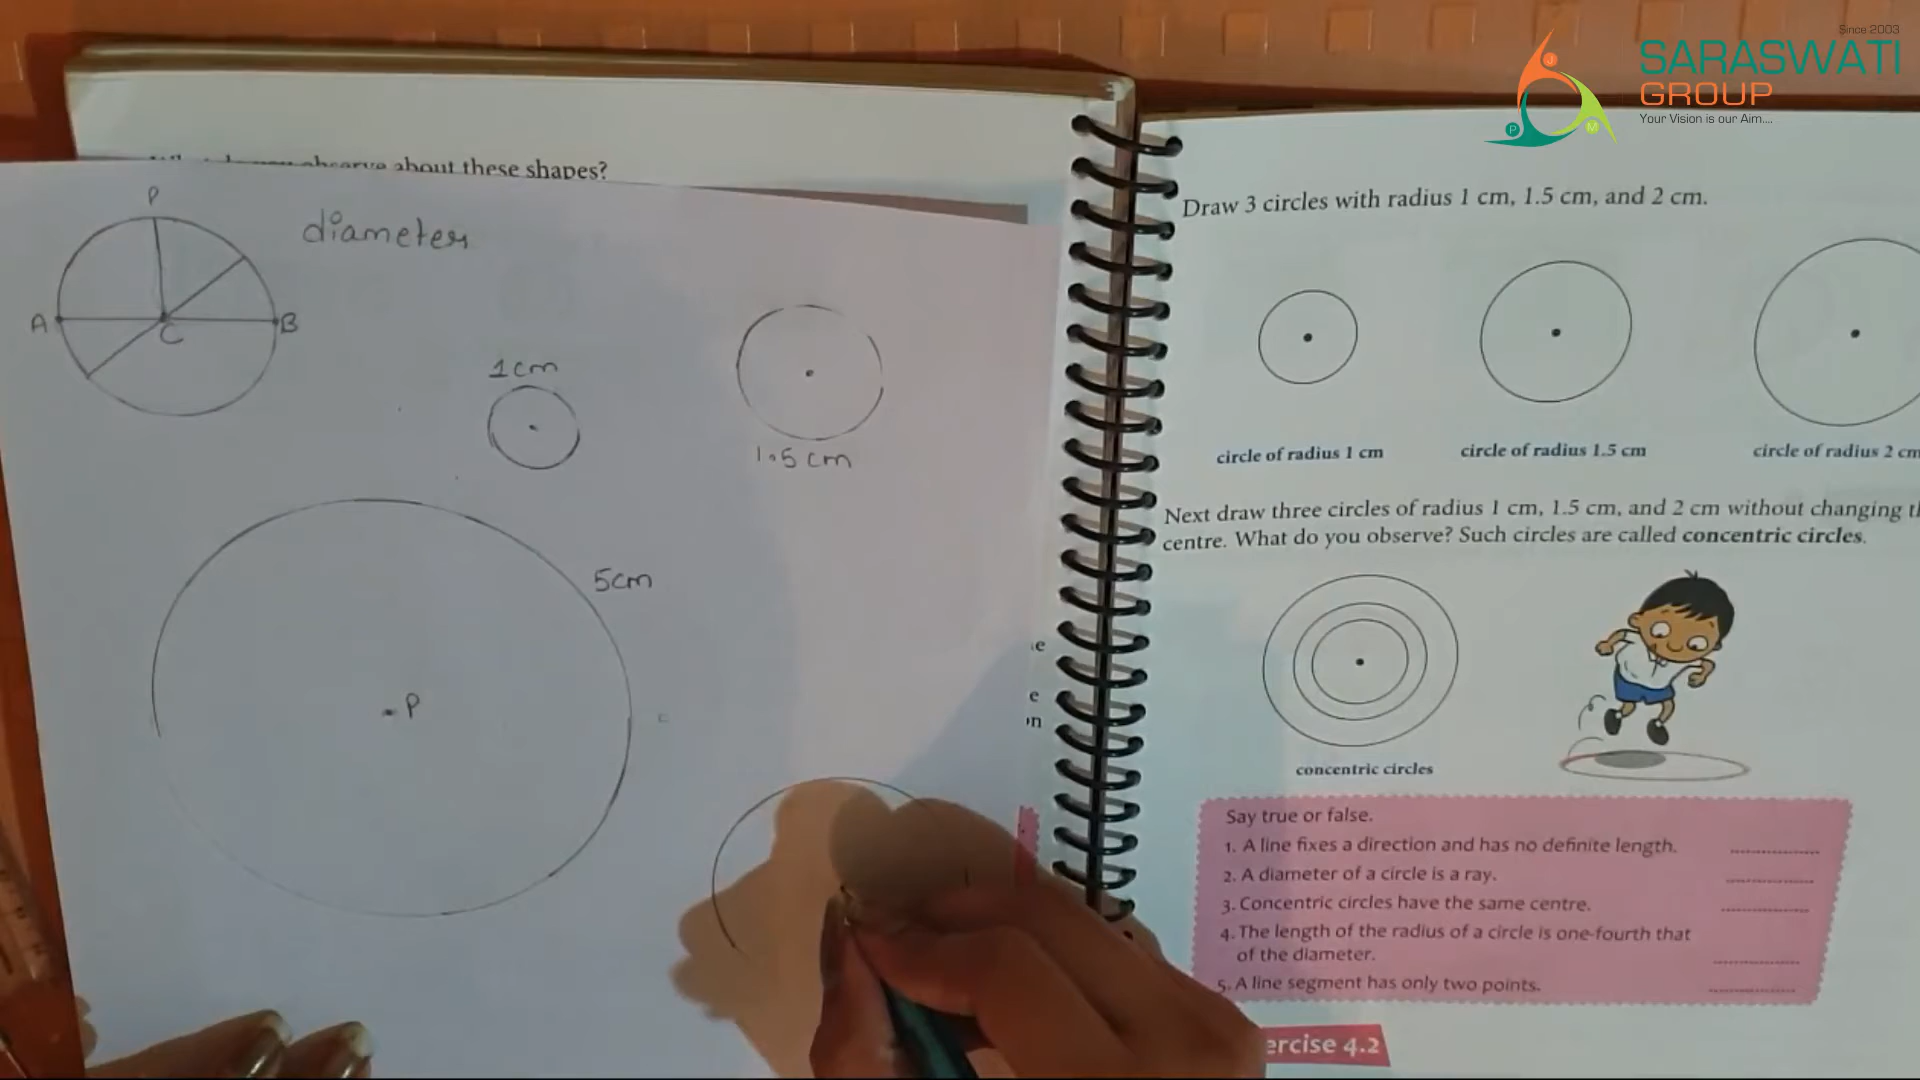 Since 2003
SARASWATI
GROUP
Your Vision is our Aim....
J
P
M
observe about these shapes?
P
diameter
A
C
B
1cm
1.5 cm
5cm
P
e
e
Draw 3 circles with radius 1 cm, 1.5 cm, and 2 cm.
circle of radius 1 cm
circle of radius 1.5 cm
circle of radius 2 cm
Next draw three circles of radius 1 cm, 1.5 cm, and 2 cm without changing
centre. What do you observe? Such circles are called concentric circles.
concentric circles
Say true or false.
1. A line fixes a direction and has no definite length. ....................
2. A diameter of a circle is a ray. ....................
3. Concentric circles have the same centre. ....................
4. The length of the radius of a circle is one-fourth that
of the diameter. ....................
5. A line segment has only two points. ....................
ercise 4.2